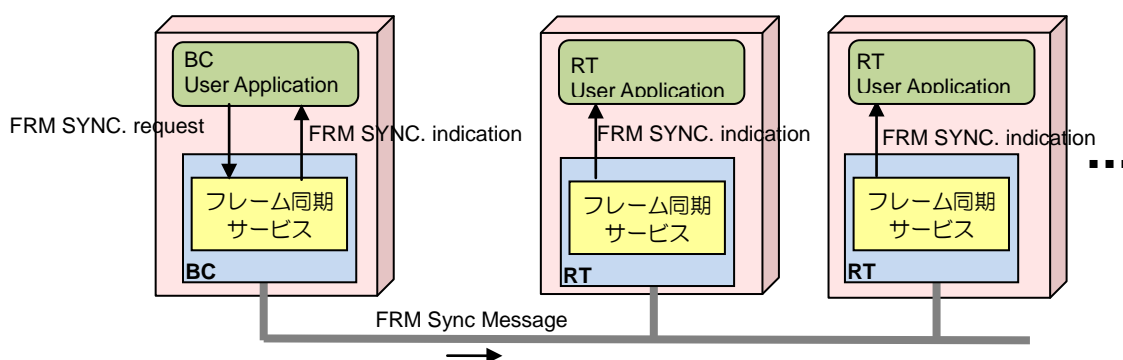 BC
User Application
FRM SYNC. request
FRM SYNC. indication
フレーム同期
サービス
BC
RT
User Application
FRM SYNC. indication
フレーム同期
サービス
RT
RT
User Application
FRM SYNC. indication
フレーム同期
サービス
RT
...
FRM Sync Message